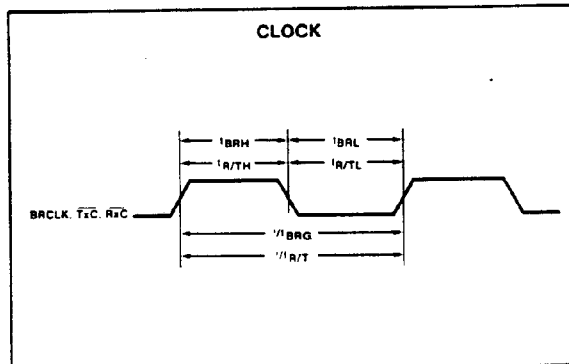 CLOCK
tBRH tBRL
tR/TH tR/TL
BRCLK, TxC, RxC
1/fBRG
1/fR/T